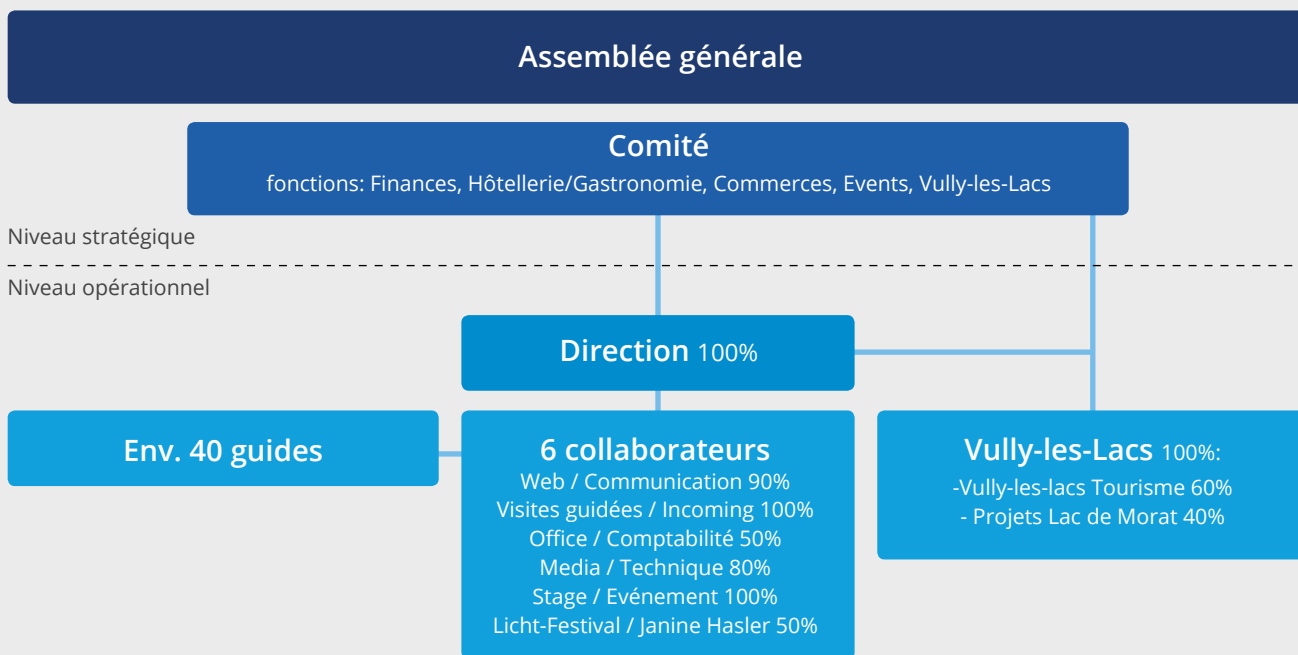 Assemblée générale
Comité
fonctions: Finances, Hôtellerie/Gastronomie, Commerces, Events, Vully-les-Lacs
Niveau stratégique
Niveau opérationnel
Direction 100%
Env. 40 guides
6 collaborateurs
Web / Communication 90%
Visites guidées / Incoming 100%
Office / Comptabilité 50%
Media / Technique 80%
Stage / Evénement 100%
Licht-Festival / Janine Hasler 50%
Vully-les-Lacs 100%:
-Vully-les-lacs Tourisme 60%
- Projets Lac de Morat 40%